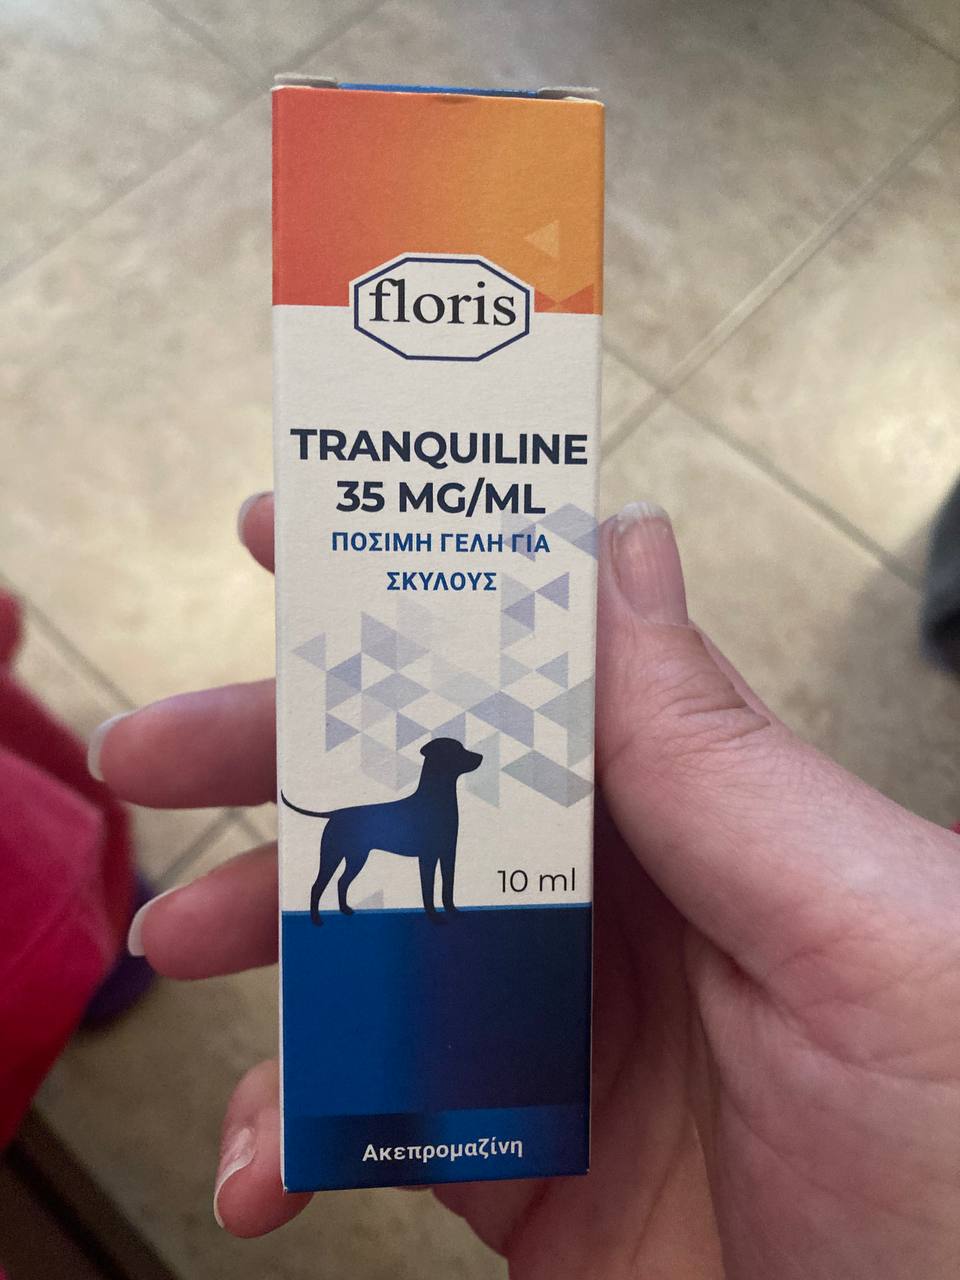 floris
TRANQUILINE
35 MG/ML
ΠΟΣΙΜΗ ΓΕΛΗ ΓΙΑ
ΣΚΥΛΟΥΣ
10 ml
Ακεπρομαζίνη